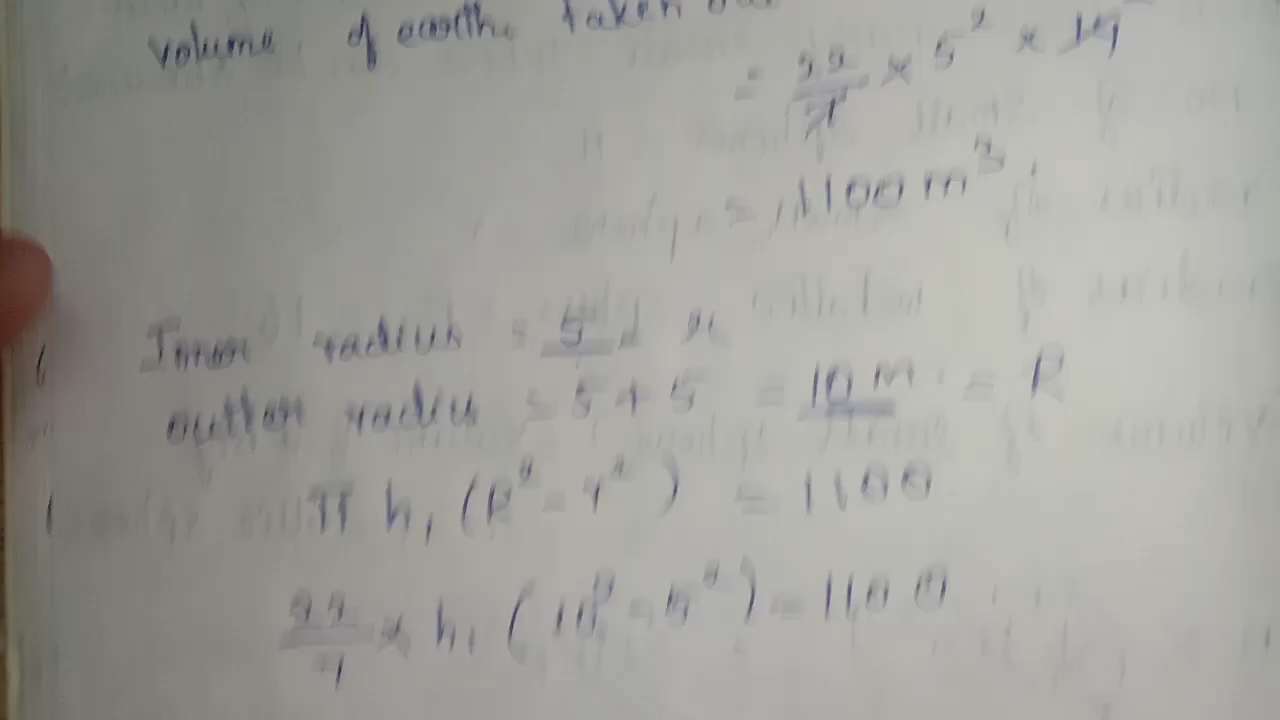 volume of earth taken out
= 22/7 × 5² × 14
= 1100 m³
Inner radius = 5
outter radius = 5 + 5 = 10 m = R
π h₁ (R² - r²) = 1100
22/7 × h₁ (10² - 5²) = 1100